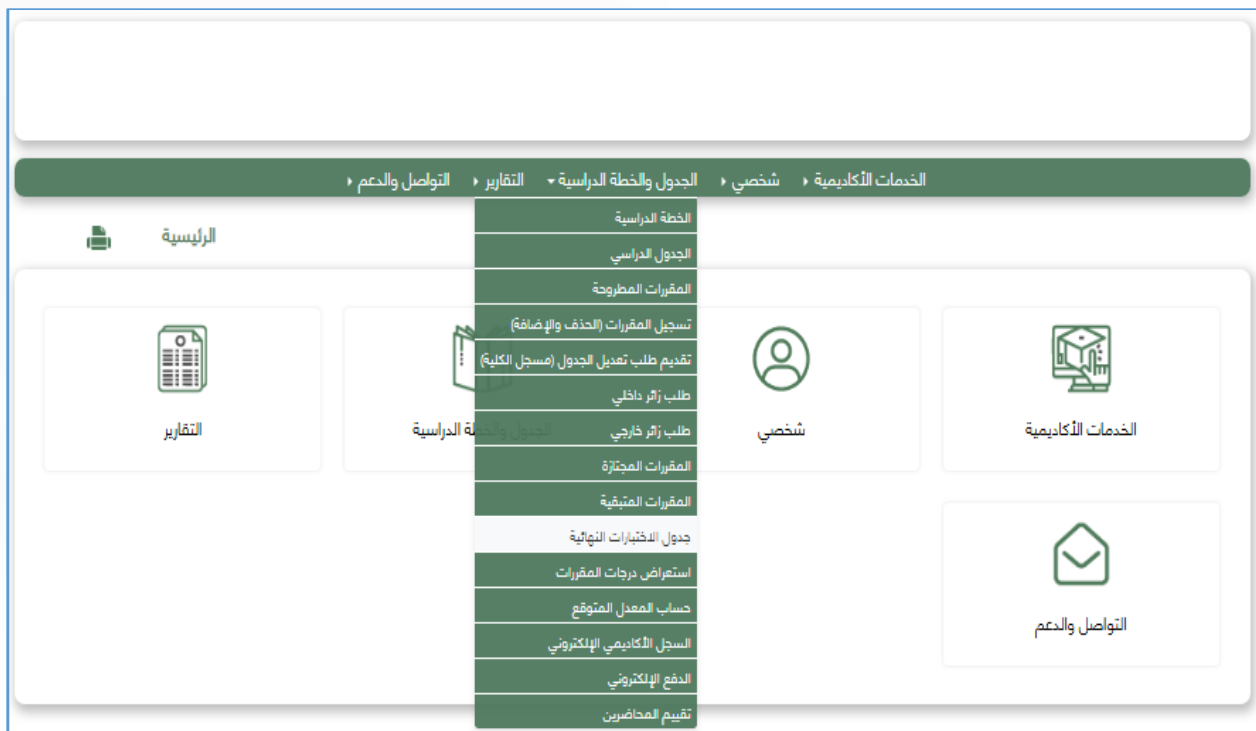 الخدمات الأكاديمية شخصي الجدول والخطة الدراسية التقارير التواصل والدعم
الرئيسية
الخطة الدراسية
الجدول الدراسي
المقررات المطروحة
تسجيل المقررات (الحذف والإضافة)
تقديم طلب تعديل الجدول (مسجل الكلية)
طلب زائر داخلي
طلب زائر خارجي
المقررات المجتازة
المقررات المتبقية
جدول الاختبارات النهائية
استعراض درجات المقررات
حساب المعدل المتوقع
السجل الأكاديمي الإلكتروني
الدفع الإلكتروني
تقييم المحاضرين
الخدمات الأكاديمية
شخصي
الجدول والخطة الدراسية
التقارير
التواصل والدعم